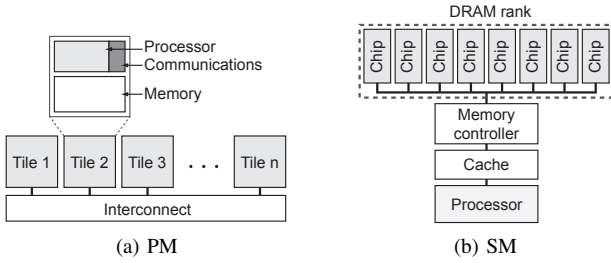 Processor
Communications
Memory
Tile 1
Tile 2
Tile 3
. . .
Tile n
Interconnect
(a) PM
DRAM rank
Chip
Chip
Chip
Chip
Chip
Chip
Chip
Chip
Memory
controller
Cache
Processor
(b) SM